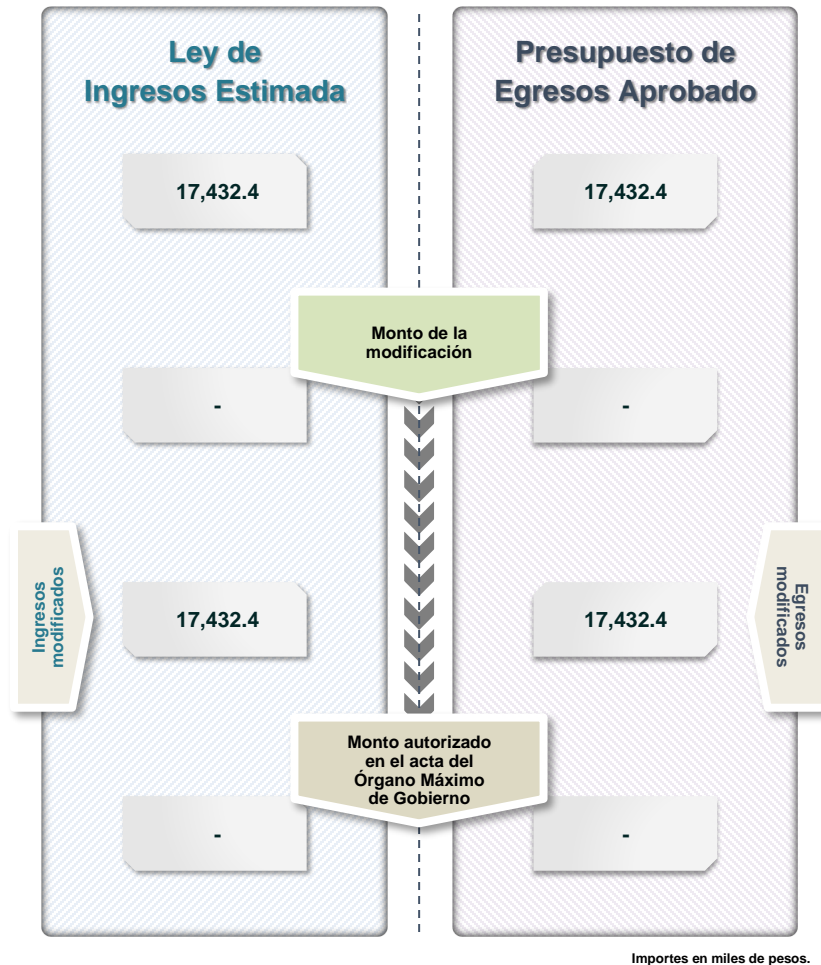 Ley de
Ingresos Estimada
Presupuesto de
Egresos Aprobado
17,432.4
17,432.4
Monto de la
modificación
-
-
Ingresos
modificados
17,432.4
17,432.4
Egresos
modificados
Monto autorizado
en el acta del
Órgano Máximo
de Gobierno
-
-
Importes en miles de pesos.